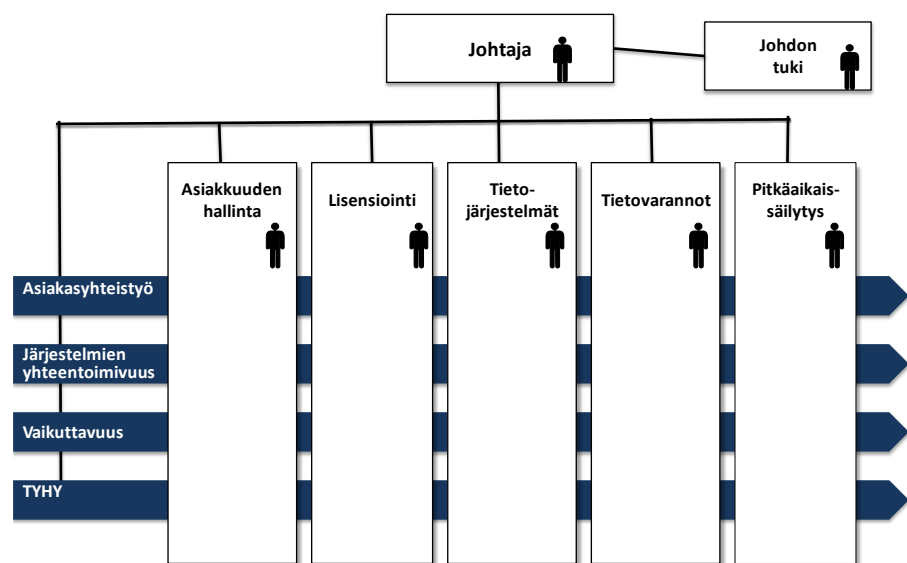 Johtaja
Johdon
tuki
Asiakkuuden
hallinta
Lisensiointi
Tieto-
järjestelmät
Tietovarannot
Pitkäaikais-
säilytys
Asiakasyhteistyö
Järjestelmien
yhteentoimivuus
Vaikuttavuus
TYHY